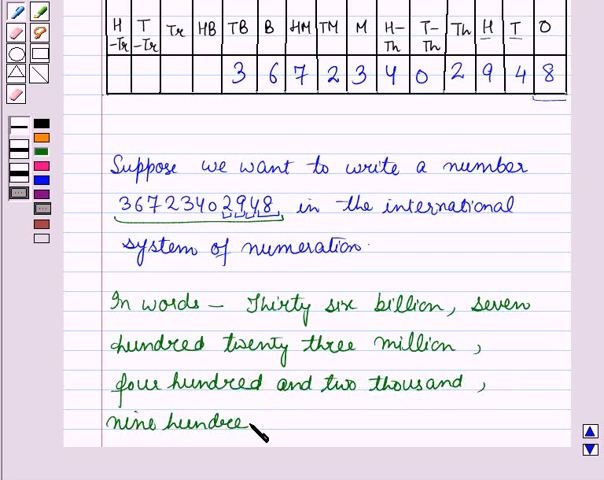 H-Tr T-Tr Tr HB TB B HM TM M H-Th T-Th Th H T O
3 6 7 2 3 4 0 2 9 4 8
Suppose we want to write a number
36723402948 in the international
system of numeration.
In words – Thirty six billion, seven
hundred twenty three million,
four hundred and two thousand,
nine hundre